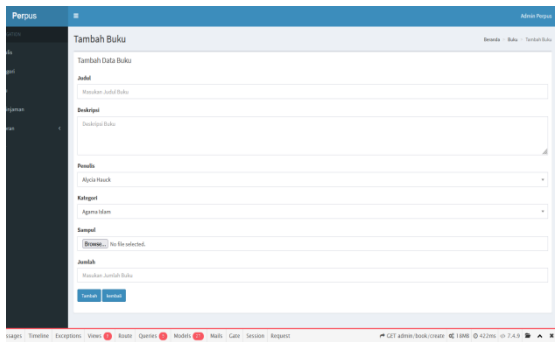 Perpus
Admin Perpus
Tambah Buku
Beranda Buku Tambah Buku
Tambah Data Buku
Judul
Masukan Judul Buku
Deskripsi
Deskripsi Buku
Penulis
Alycia Hauck
Kategori
Agama Islam
Sampul
Browse... No file selected.
Jumlah
Masukan Jumlah Buku
Tambah Kembali
ssages Timeline Exceptions Views Route Queries Models Mails Gate Session Request
GET admin/book/create 18MB 422ms 7.4.9